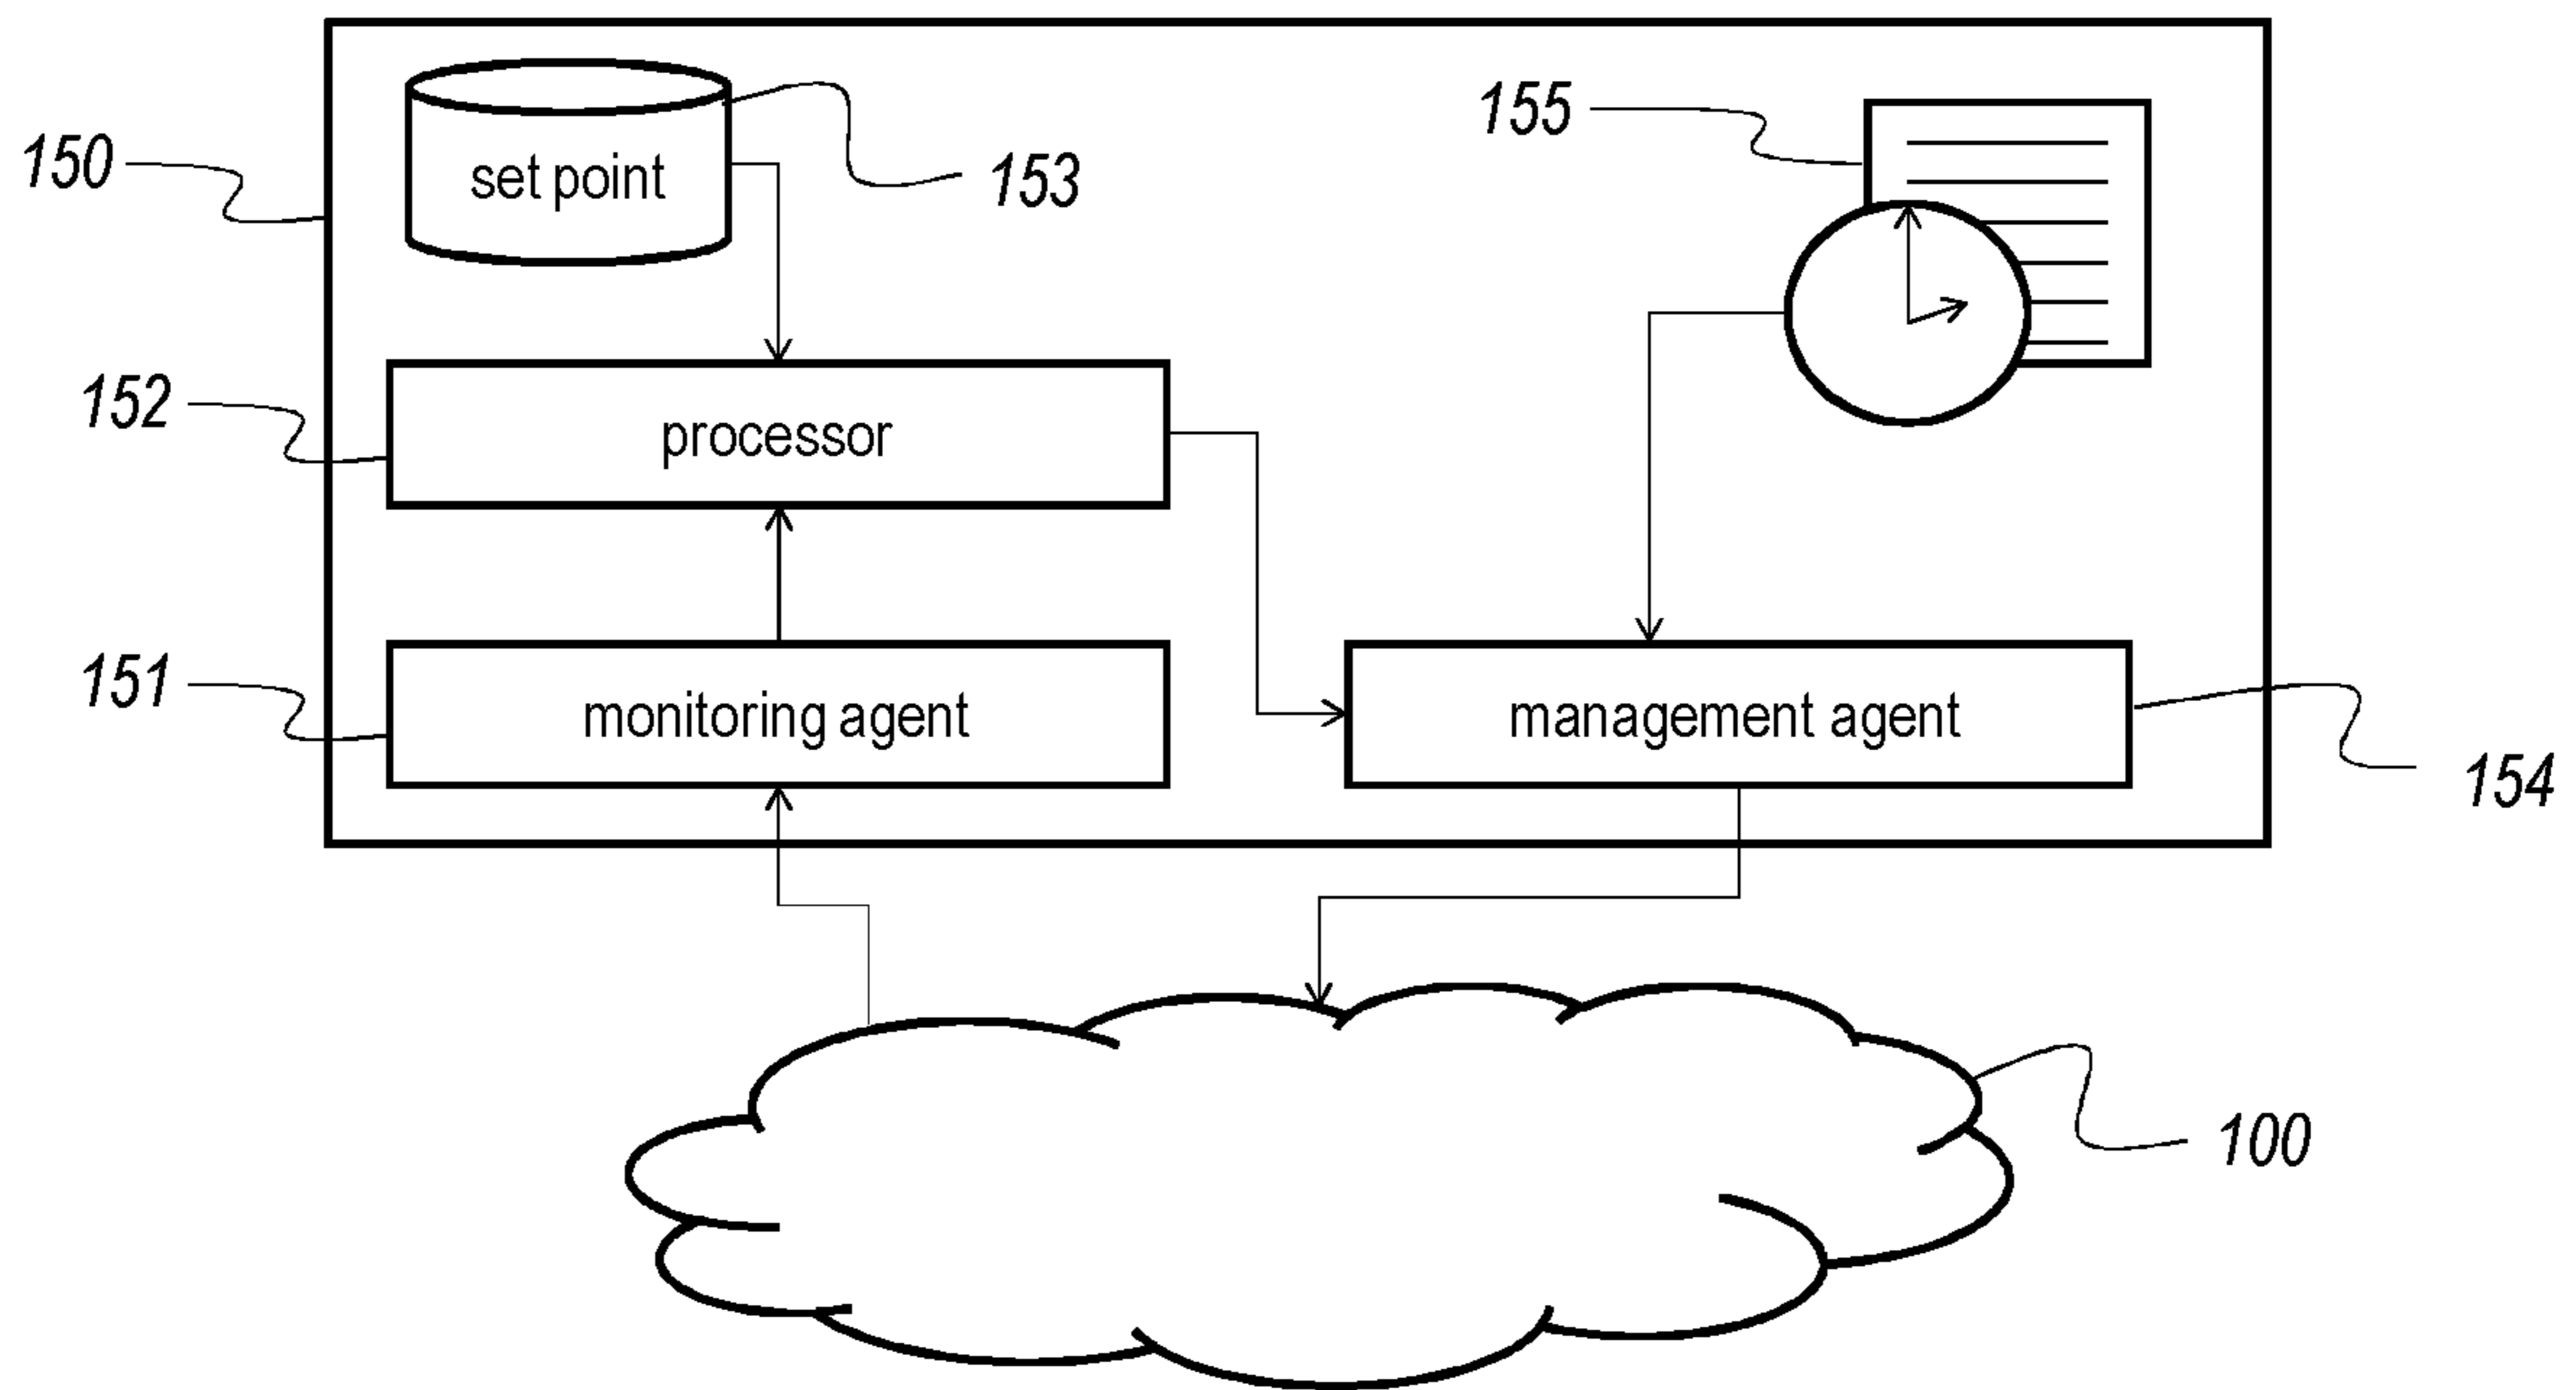 155
150
set point
153
152
processor
151
monitoring agent
management agent
154
100